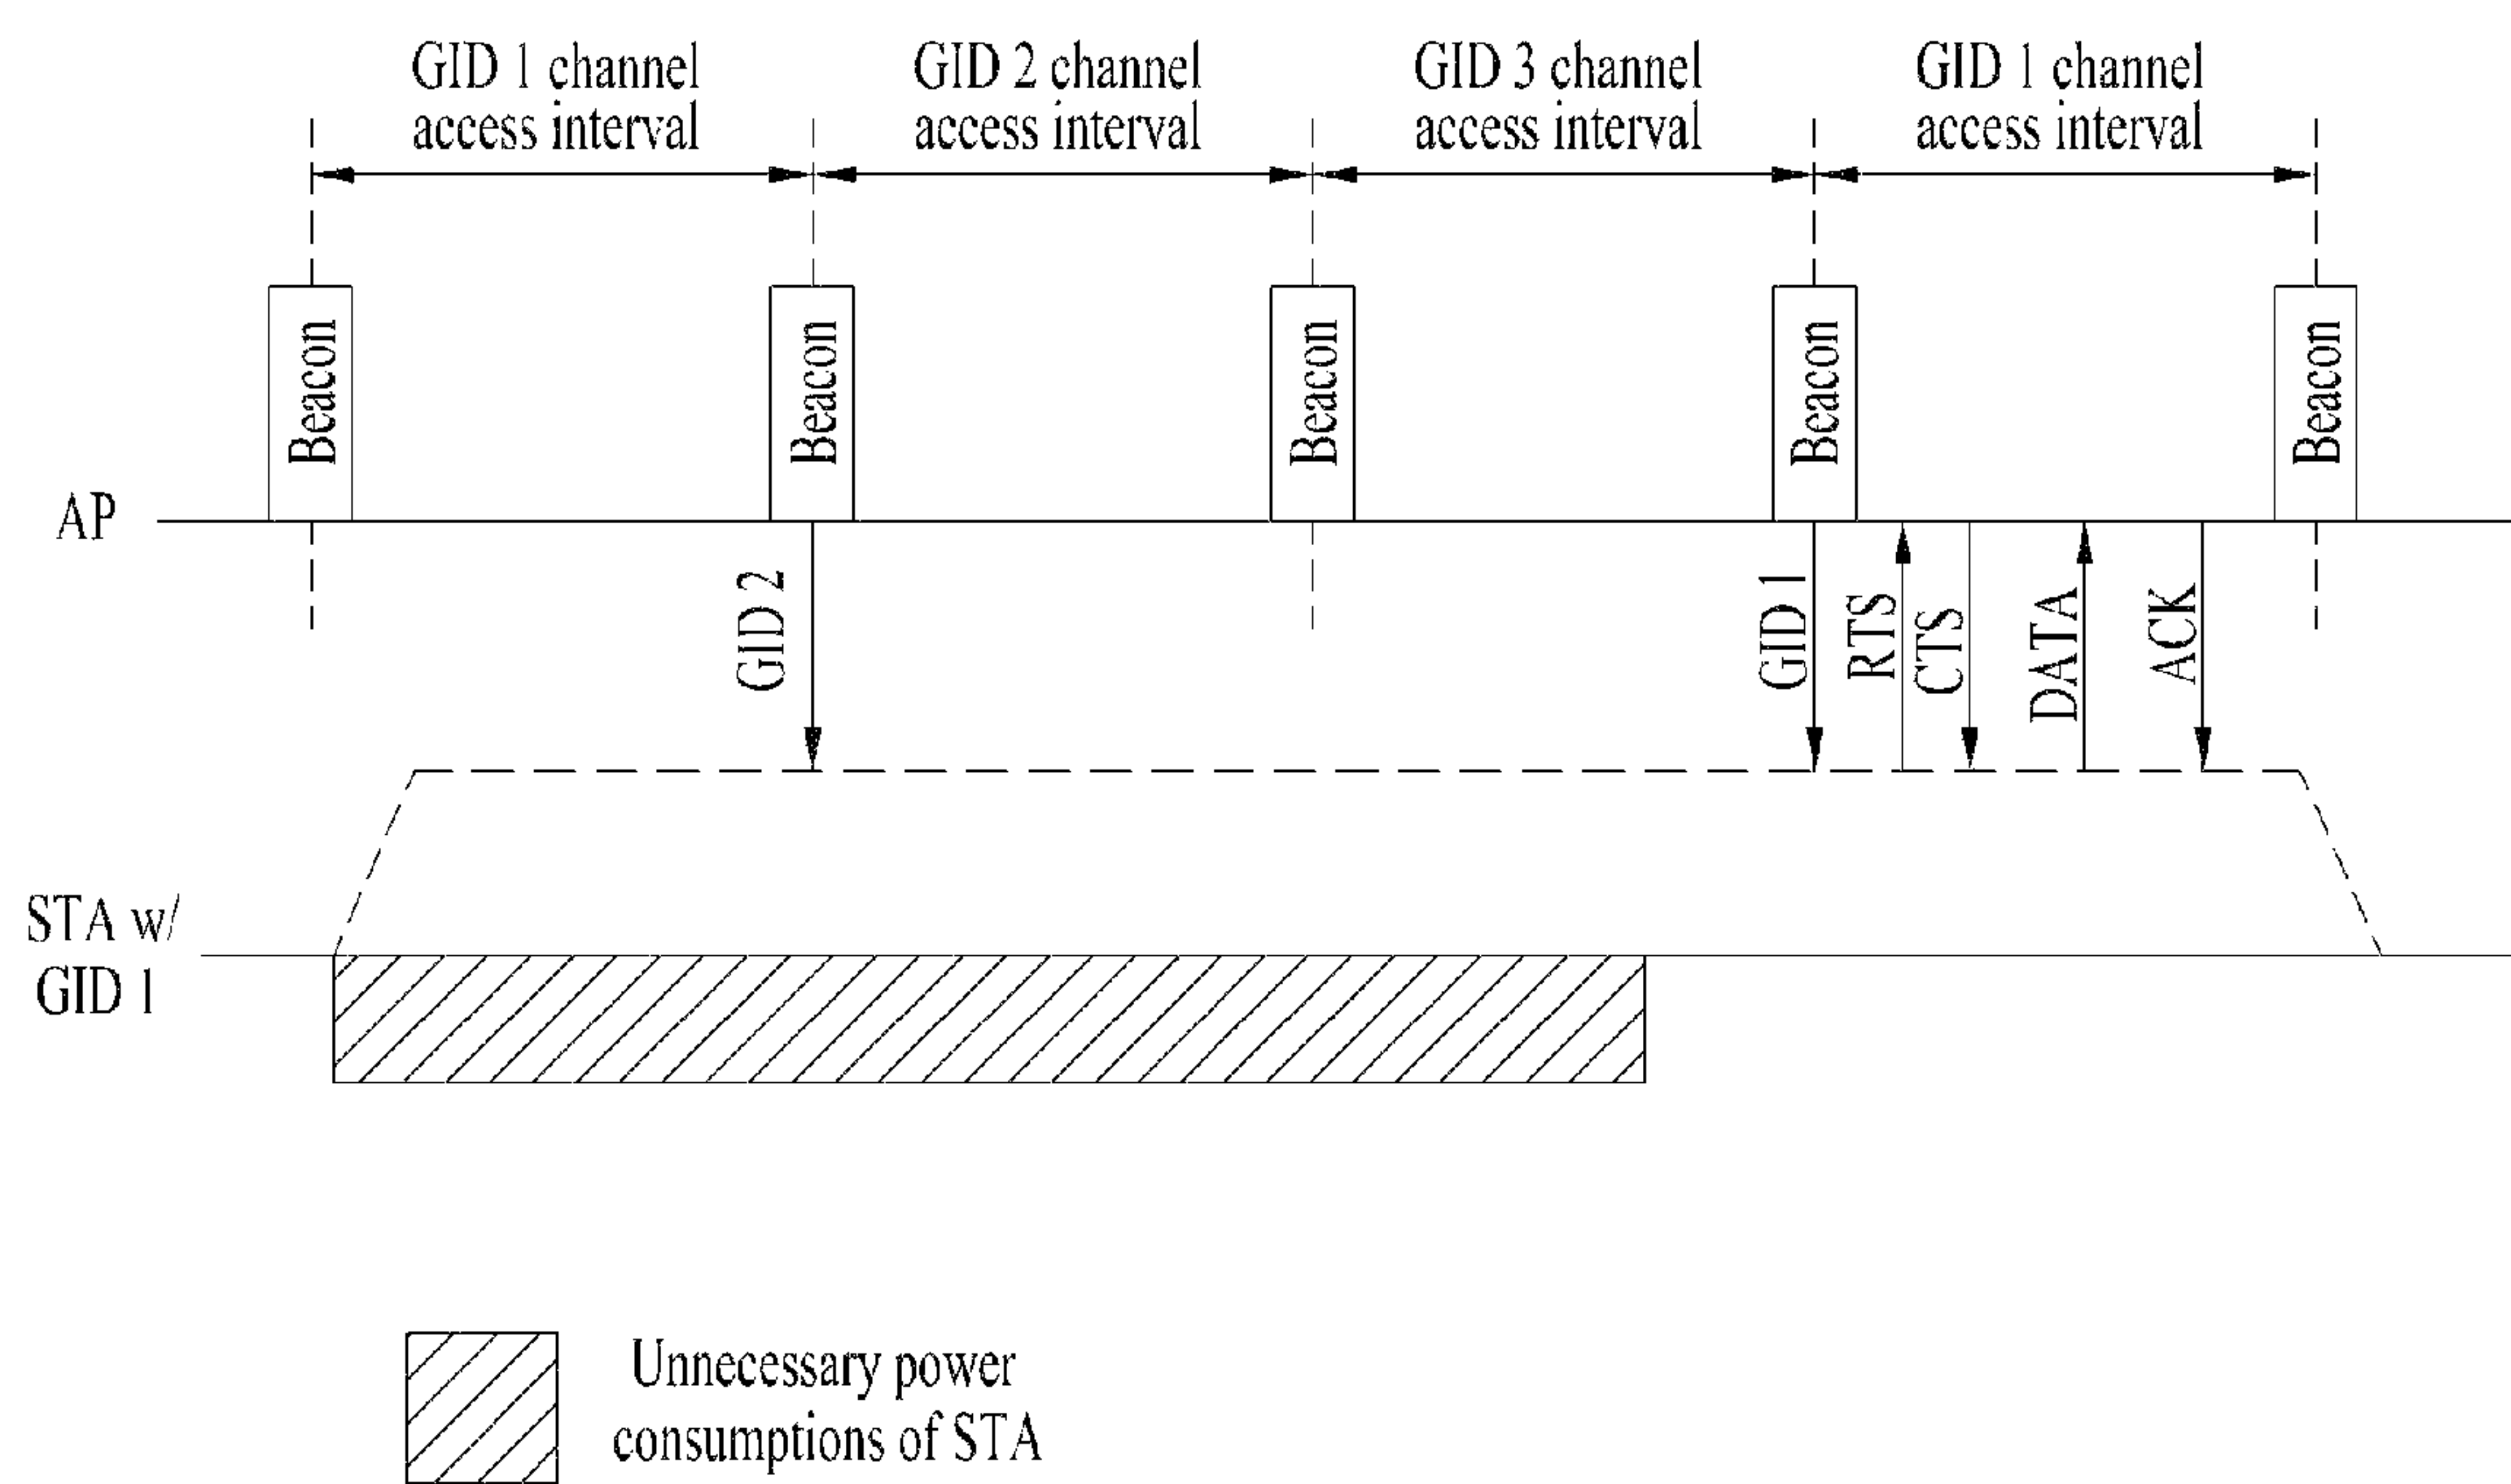 GID 1 channel
access interval
GID 2 channel
access interval
GID 3 channel
access interval
GID 1 channel
access interval
Beacon
Beacon
Beacon
Beacon
Beacon
AP
GID 2
GID 1
RTS
CTS
DATA
ACK
STA w/
GID 1
Unnecessary power
consumptions of STA